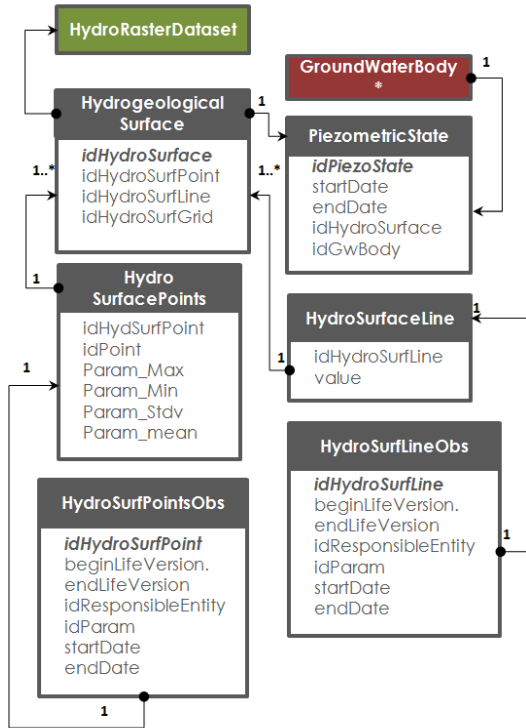 HydroRasterDataset
GroundWaterBody
*
1
Hydrogeological
Surface
1
idHydroSurface
idHydroSurfPoint
idHydroSurfLine
idHydroSurfGrid
1..*
1..*
PiezometricState
idPiezoState
startDate
endDate
idHydroSurface
idGwBody
1
Hydro
SurfacePoints
idHydSurfPoint
idPoint
Param_Max
Param_Min
Param_Stdv
Param_mean
1
HydroSurfaceLine
1
idHydroSurfLine
value
1
HydroSurfPointsObs
idHydroSurfPoint
beginLifeVersion.
endLifeVersion
idResponsibleEntity
idParam
startDate
endDate
1
HydroSurfLineObs
idHydroSurfLine
beginLifeVersion.
endLifeVersion
idResponsibleEntity
idParam
startDate
endDate
1